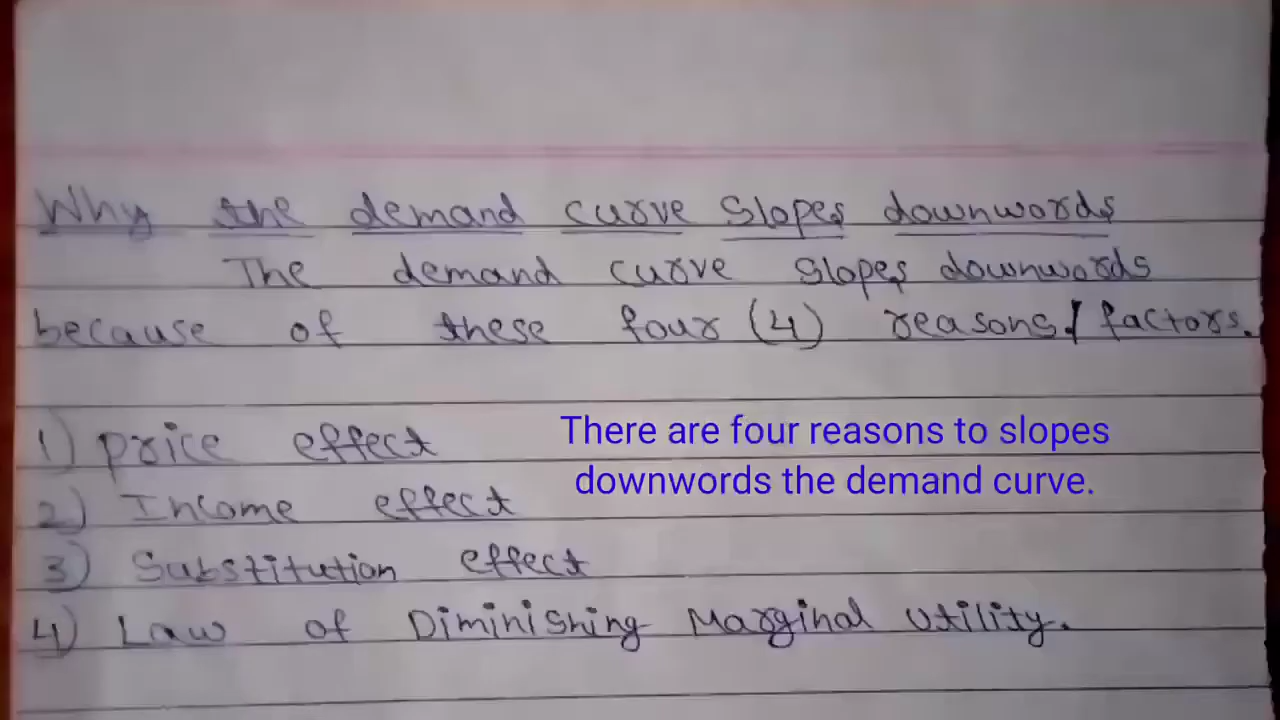 Why the demand curve slopes downwords
The demand curve slopes downwords
because of these four (4) reasons/factors.
1) price effect
There are four reasons to slopes
downwords the demand curve.
2) Income effect
3) Substitution effect
4) Law of Diminishing Marginal Utility.